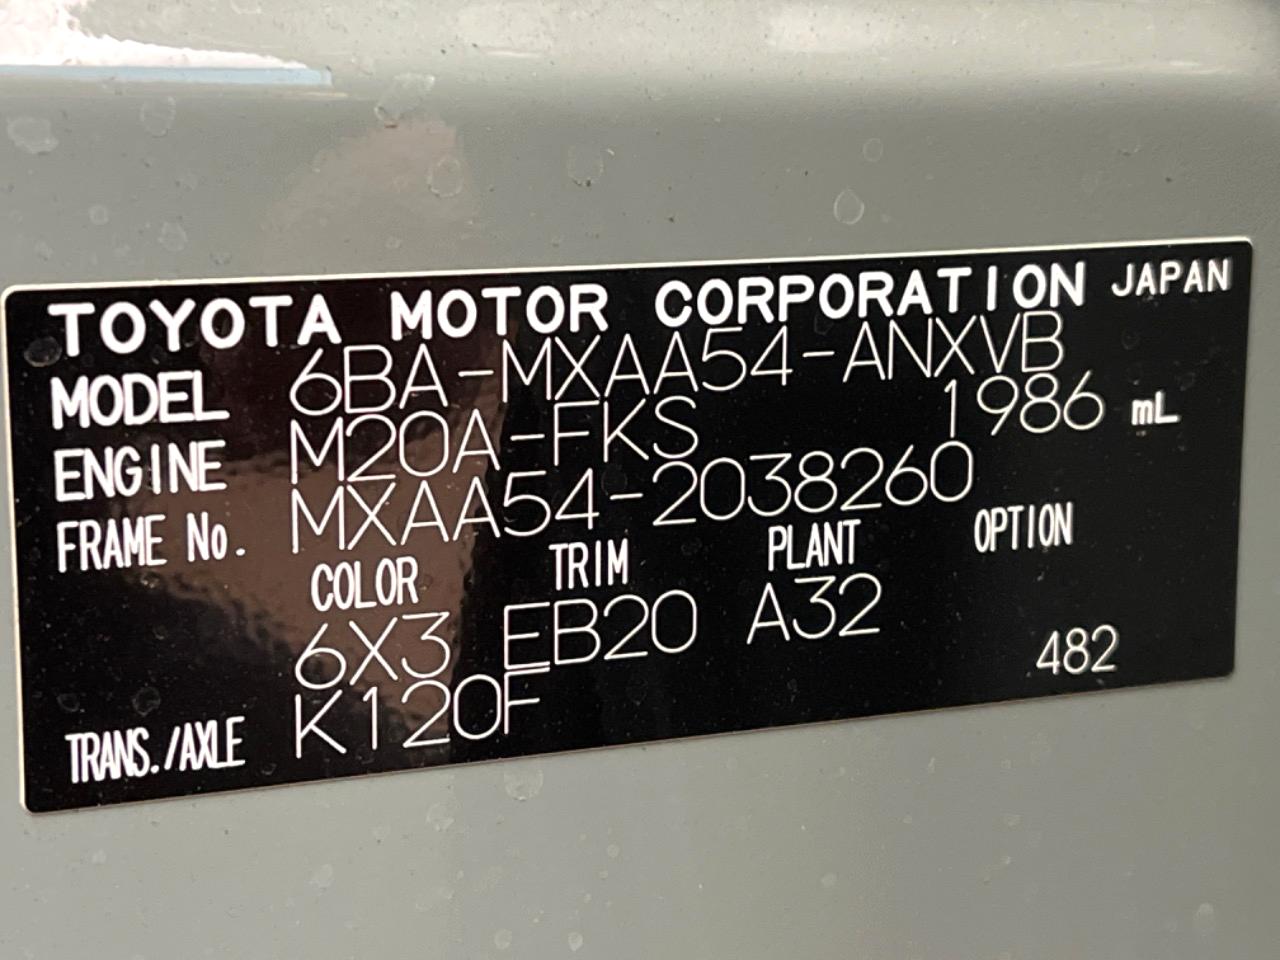 TOYOTA MOTOR CORPORATION JAPAN
MODEL 6BA-MXAA54-ANXVB
ENGINE M20A-FKS 1986 mL
FRAME No. MXAA54-2038260
COLOR TRIM PLANT OPTION
6X3 EB20 A32
482
TRANS./AXLE K120F